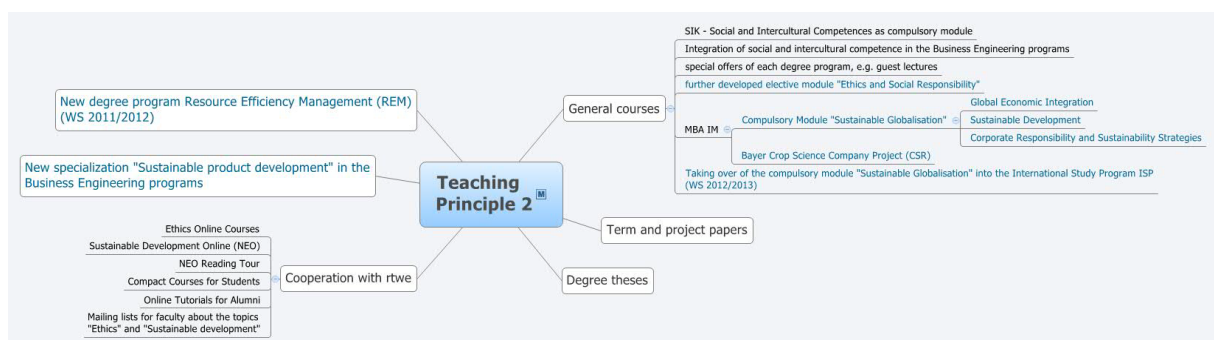 Teaching
Principle 2
M
New degree program Resource Efficiency Management (REM)
(WS 2011/2012)
New specialization "Sustainable product development" in the
Business Engineering programs
Cooperation with rtwe
Ethics Online Courses
Sustainable Development Online (NEO)
NEO Reading Tour
Compact Courses for Students
Online Tutorials for Alumni
Mailing lists for faculty about the topics
"Ethics" and "Sustainable development"
General courses
SIK - Social and Intercultural Competences as compulsory module
Integration of social and intercultural competence in the Business Engineering programs
special offers of each degree program, e.g. guest lectures
further developed elective module "Ethics and Social Responsibility"
MBA IM
Compulsory Module "Sustainable Globalisation"
Global Economic Integration
Sustainable Development
Corporate Responsibility and Sustainability Strategies
Bayer Crop Science Company Project (CSR)
Taking over of the compulsory module "Sustainable Globalisation" into the International Study Program ISP
(WS 2012/2013)
Term and project papers
Degree theses